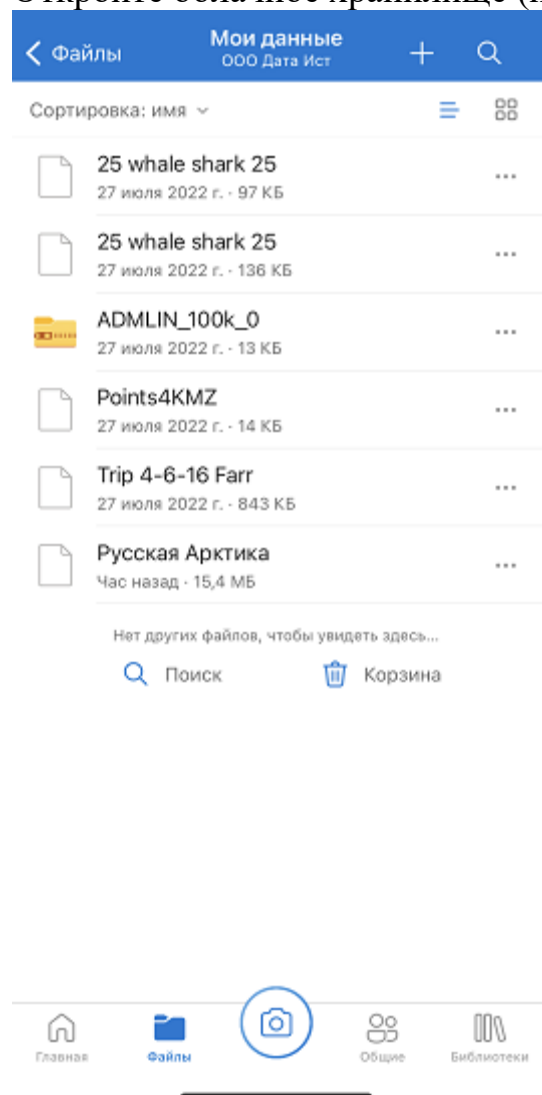 Откройте облачное хранилище (
Файлы
Мои данные
ООО Дата Ист
Сортировка: имя
25 whale shark 25
27 июля 2022 г. · 97 КБ
25 whale shark 25
27 июля 2022 г. · 136 КБ
ADMLIN_100k_0
27 июля 2022 г. · 13 КБ
Points4KMZ
27 июля 2022 г. · 14 КБ
Trip 4-6-16 Farr
27 июля 2022 г. · 843 КБ
Русская Арктика
Час назад · 15,4 МБ
Нет других файлов, чтобы увидеть здесь...
Поиск
Корзина
Главная
Файлы
Общие
Библиотеки